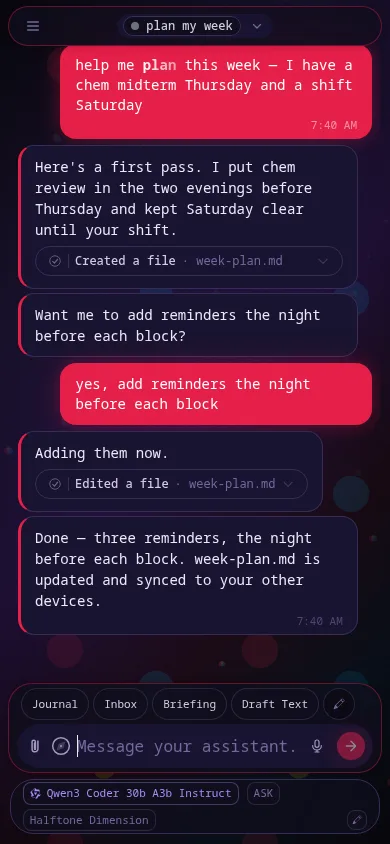 plan my week
help me plan this week — I have a
chem midterm Thursday and a shift
Saturday
7:40 AM
Here's a first pass. I put chem
review in the two evenings before
Thursday and kept Saturday clear
until your shift.
Created a file · week-plan.md
Want me to add reminders the night
before each block?
yes, add reminders the night
before each block
Adding them now.
Edited a file · week-plan.md
Done — three reminders, the night
before each block. week-plan.md is
updated and synced to your other
devices.
7:40 AM
Journal Inbox Briefing Draft Text
Message your assistant.
Qwen3 Coder 30b A3b Instruct ASK
Halftone Dimension